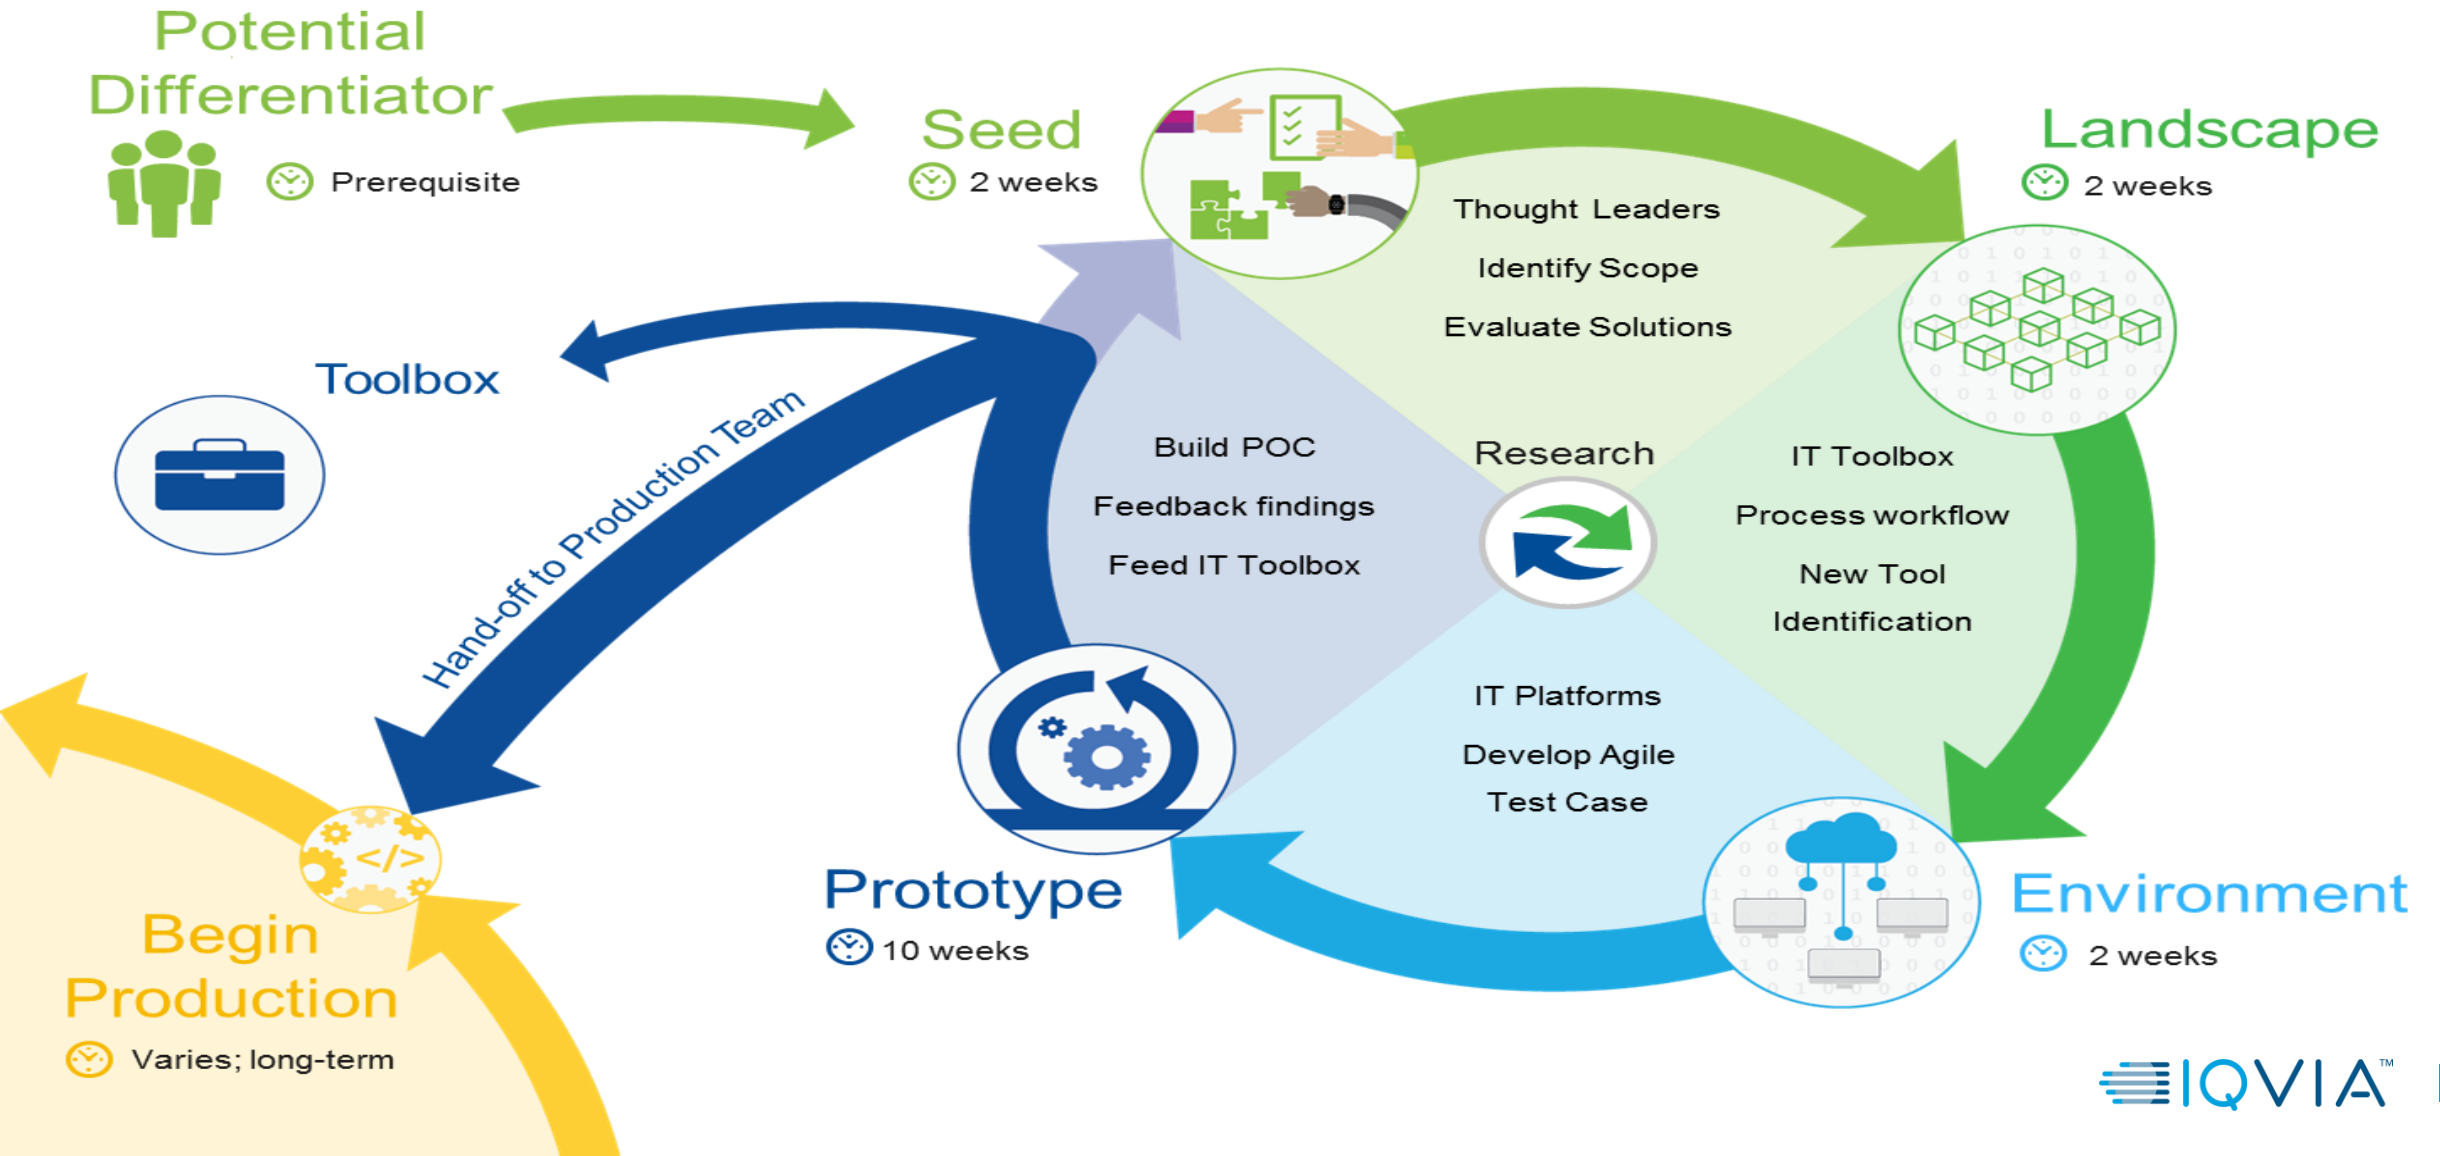 Potential
Differentiator
Prerequisite
Seed
2 weeks
Landscape
2 weeks
Thought Leaders
Identify Scope
Evaluate Solutions
Toolbox
Hand-off to Production Team
Build POC
Feedback findings
Feed IT Toolbox
Research
IT Toolbox
Process workflow
New Tool
Identification
IT Platforms
Develop Agile
Test Case
Prototype
10 weeks
Environment
2 weeks
</>
Begin
Production
Varies; long-term
IQVIA™